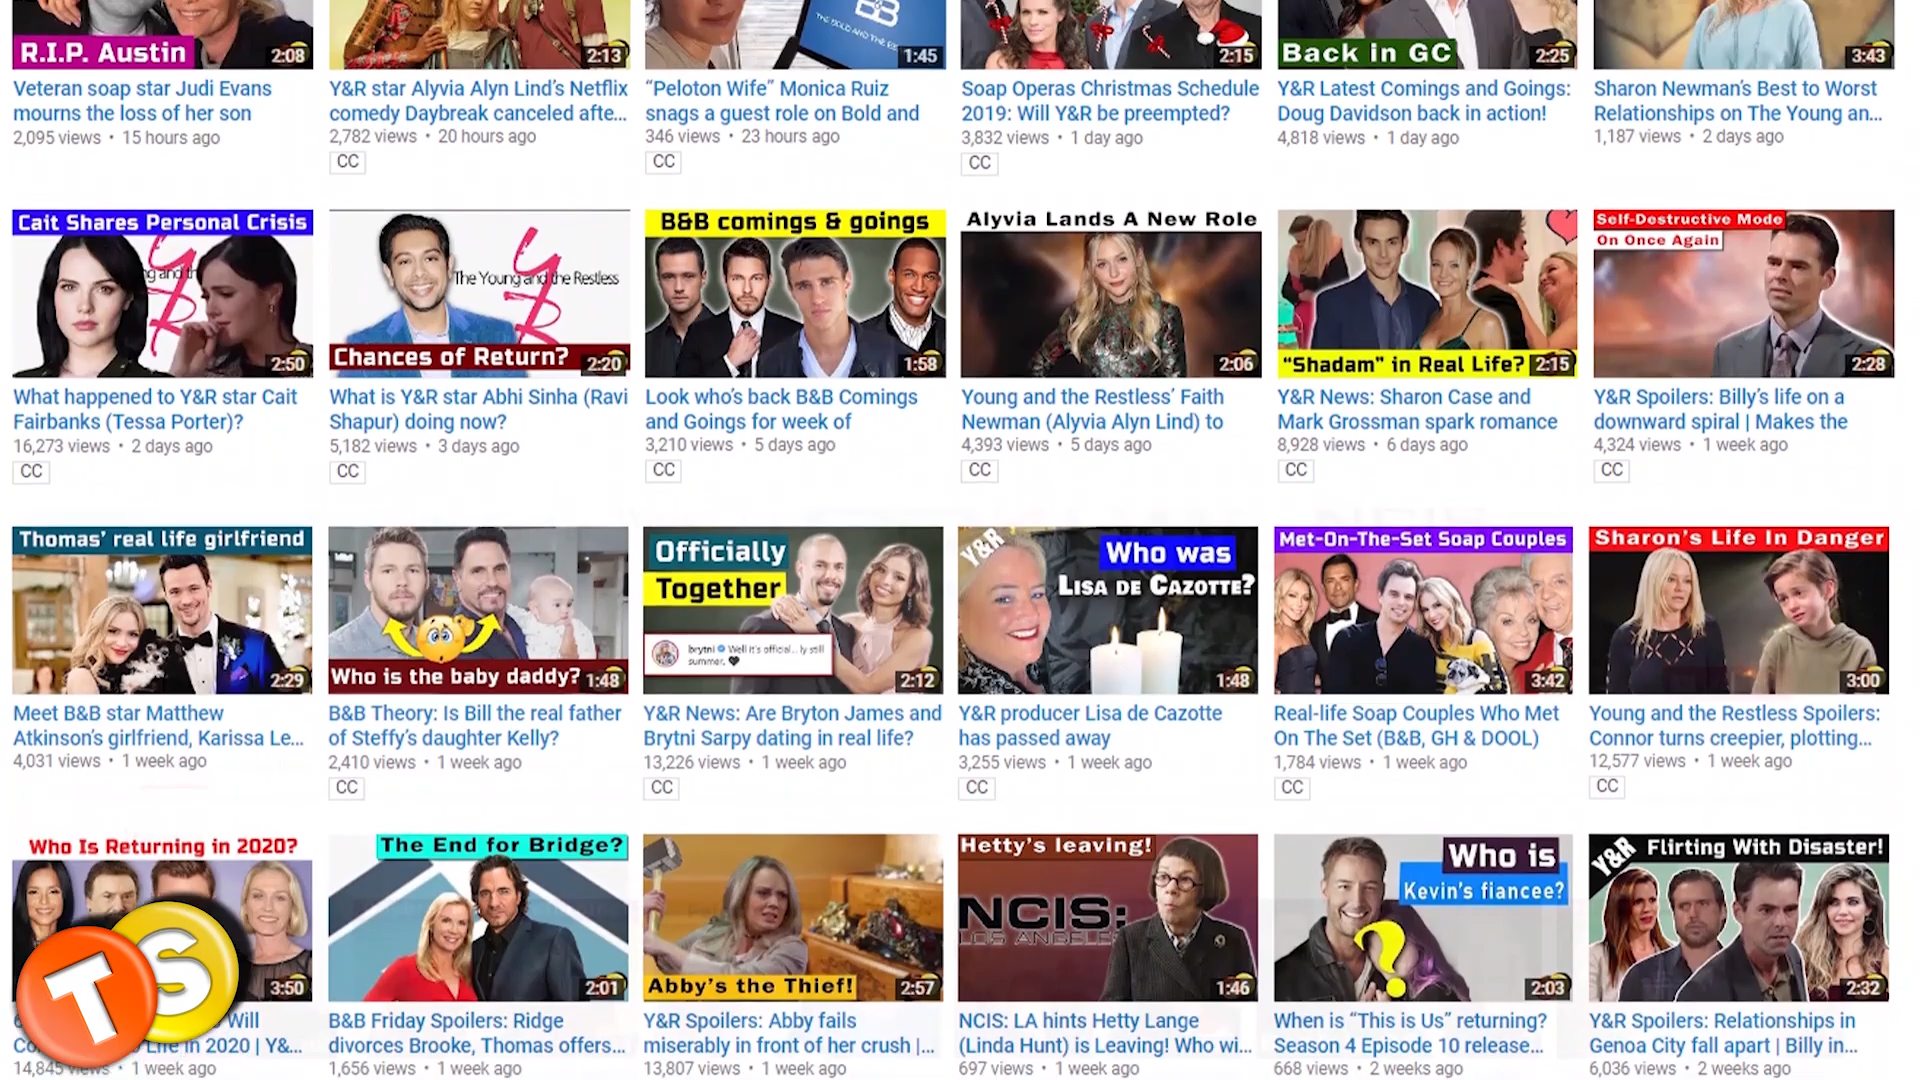 R.I.P. Austin
2:08
2:13
THE BOLD AND THE
1:45
2:15
Back in GC
2:25
3:43
Veteran soap star Judi Evans
mourns the loss of her son
2,095 views • 15 hours ago
Y&R star Alyvia Alyn Lind's Netflix
comedy Daybreak canceled afte...
2,782 views • 20 hours ago
CC
“Peloton Wife” Monica Ruiz
snags a guest role on Bold and
346 views • 23 hours ago
CC
Soap Operas Christmas Schedule
2019: Will Y&R be preempted?
3,832 views • 1 day ago
CC
Y&R Latest Comings and Goings:
Doug Davidson back in action!
4,818 views • 1 day ago
Sharon Newman's Best to Worst
Relationships on The Young an...
1,187 views • 2 days ago
Cait Shares Personal Crisis
ng and th
Y&R
2:50
The Young and the Restless
Y&R
Chances of Return?
2:20
B&B comings & goings
1:58
Alyvia Lands A New Role
2:06
“Shadam” in Real Life?
2:15
Self-Destructive Mode
On Once Again
2:28
What happened to Y&R star Cait
Fairbanks (Tessa Porter)?
16,273 views • 2 days ago
CC
What is Y&R star Abhi Sinha (Ravi
Shapur) doing now?
5,182 views • 3 days ago
CC
Look who's back B&B Comings
and Goings for week of
3,210 views • 5 days ago
CC
Young and the Restless' Faith
Newman (Alyvia Alyn Lind) to
4,393 views • 5 days ago
CC
Y&R News: Sharon Case and
Mark Grossman spark romance
8,928 views • 6 days ago
CC
Y&R Spoilers: Billy's life on a
downward spiral | Makes the
4,324 views • 1 week ago
CC
Thomas' real life girlfriend
2:29
Who is the baby daddy?
1:48
Officially
Together
brytni Well it's official... ly still
summer.
2:12
Y&R
Who was
Lisa de Cazotte?
1:48
Met-On-The-Set Soap Couples
3:42
Sharon's Life In Danger
3:00
Meet B&B star Matthew
Atkinson's girlfriend, Karissa Le...
4,031 views • 1 week ago
B&B Theory: Is Bill the real father
of Steffy's daughter Kelly?
2,410 views • 1 week ago
CC
Y&R News: Are Bryton James and
Brytni Sarpy dating in real life?
13,226 views • 1 week ago
CC
Y&R producer Lisa de Cazotte
has passed away
3,255 views • 1 week ago
CC
Real-life Soap Couples Who Met
On The Set (B&B, GH & DOOL)
1,784 views • 1 week ago
CC
Young and the Restless Spoilers:
Connor turns creepier, plotting...
12,577 views • 1 week ago
CC
Who Is Returning in 2020?
3:50
The End for Bridge?
2:01
Abby's the Thief!
2:57
Hetty's leaving!
NCIS:
LOS ANGELES
1:46
Who is
Kevin's fiancee?
2:03
Y&R
Flirting With Disaster!
2:32
TS
6 Will
Co Life in 2020 | Y&...
14,845 views • 1 week ago
B&B Friday Spoilers: Ridge
divorces Brooke, Thomas offers...
1,656 views • 1 week ago
Y&R Spoilers: Abby fails
miserably in front of her crush |...
13,807 views • 1 week ago
NCIS: LA hints Hetty Lange
(Linda Hunt) is Leaving! Who wi...
697 views • 1 week ago
When is “This is Us” returning?
Season 4 Episode 10 release...
668 views • 2 weeks ago
Y&R Spoilers: Relationships in
Genoa City fall apart | Billy in...
6,036 views • 2 weeks ago